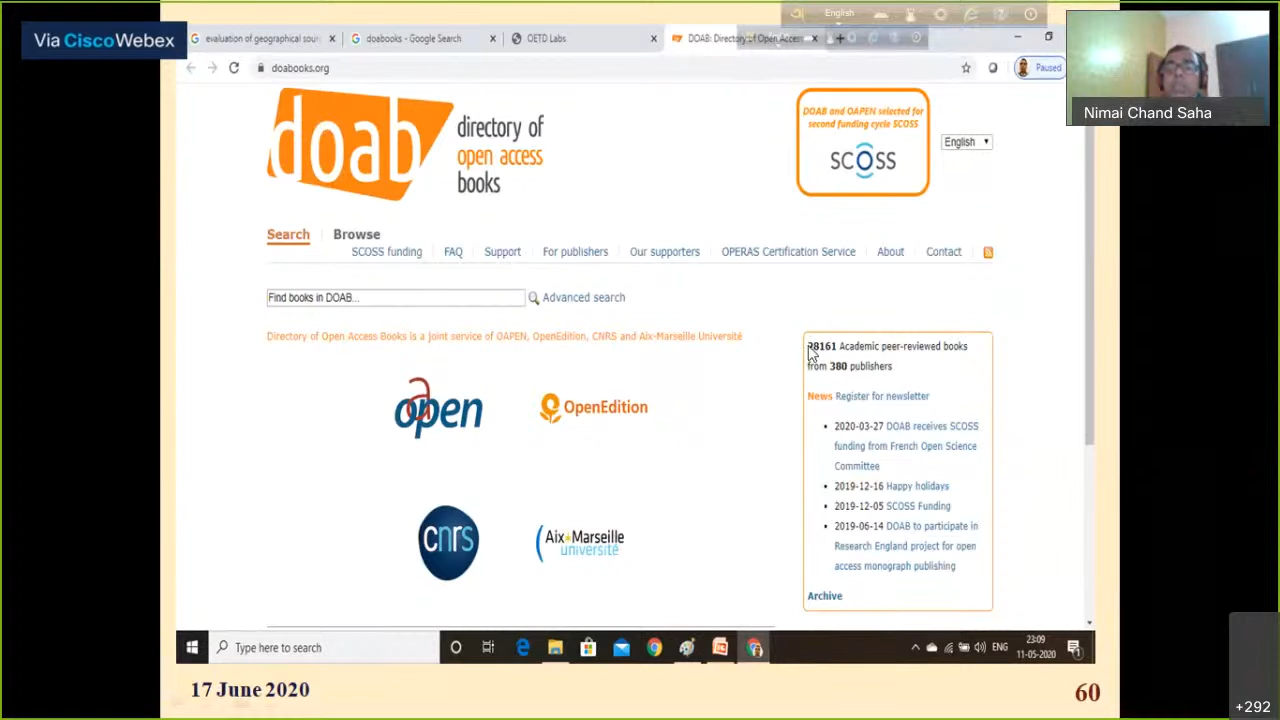 Via Cisco Webex
English
evaluation of geographical sour
doabooks - Google Search
OETD Labs
DOAB: Directory of Open Access
doabooks.org
Paused
Nimai Chand Saha
doab
directory of
open access
books
DOAB and OAPEN selected for
second funding cycle SCOSS
SCOSS
English
Search
Browse
SCOSS funding
FAQ
Support
For publishers
Our supporters
OPERAS Certification Service
About
Contact
Find books in DOAB...
Advanced search
Directory of Open Access Books is a joint service of OAPEN, OpenEdition, CNRS and Aix-Marseille Université
oapen
OpenEdition
cnrs
Aix Marseille
université
Academic peer-reviewed books
from 380 publishers
News Register for newsletter
2020-03-27 DOAB receives SCOSS
funding from French Open Science
Committee
2019-12-16 Happy holidays
2019-12-05 SCOSS Funding
2019-06-14 DOAB to participate in
Research England project for open
access monograph publishing
Archive
Type here to search
ENG
23:09
11-05-2020
17 June 2020
60
+292